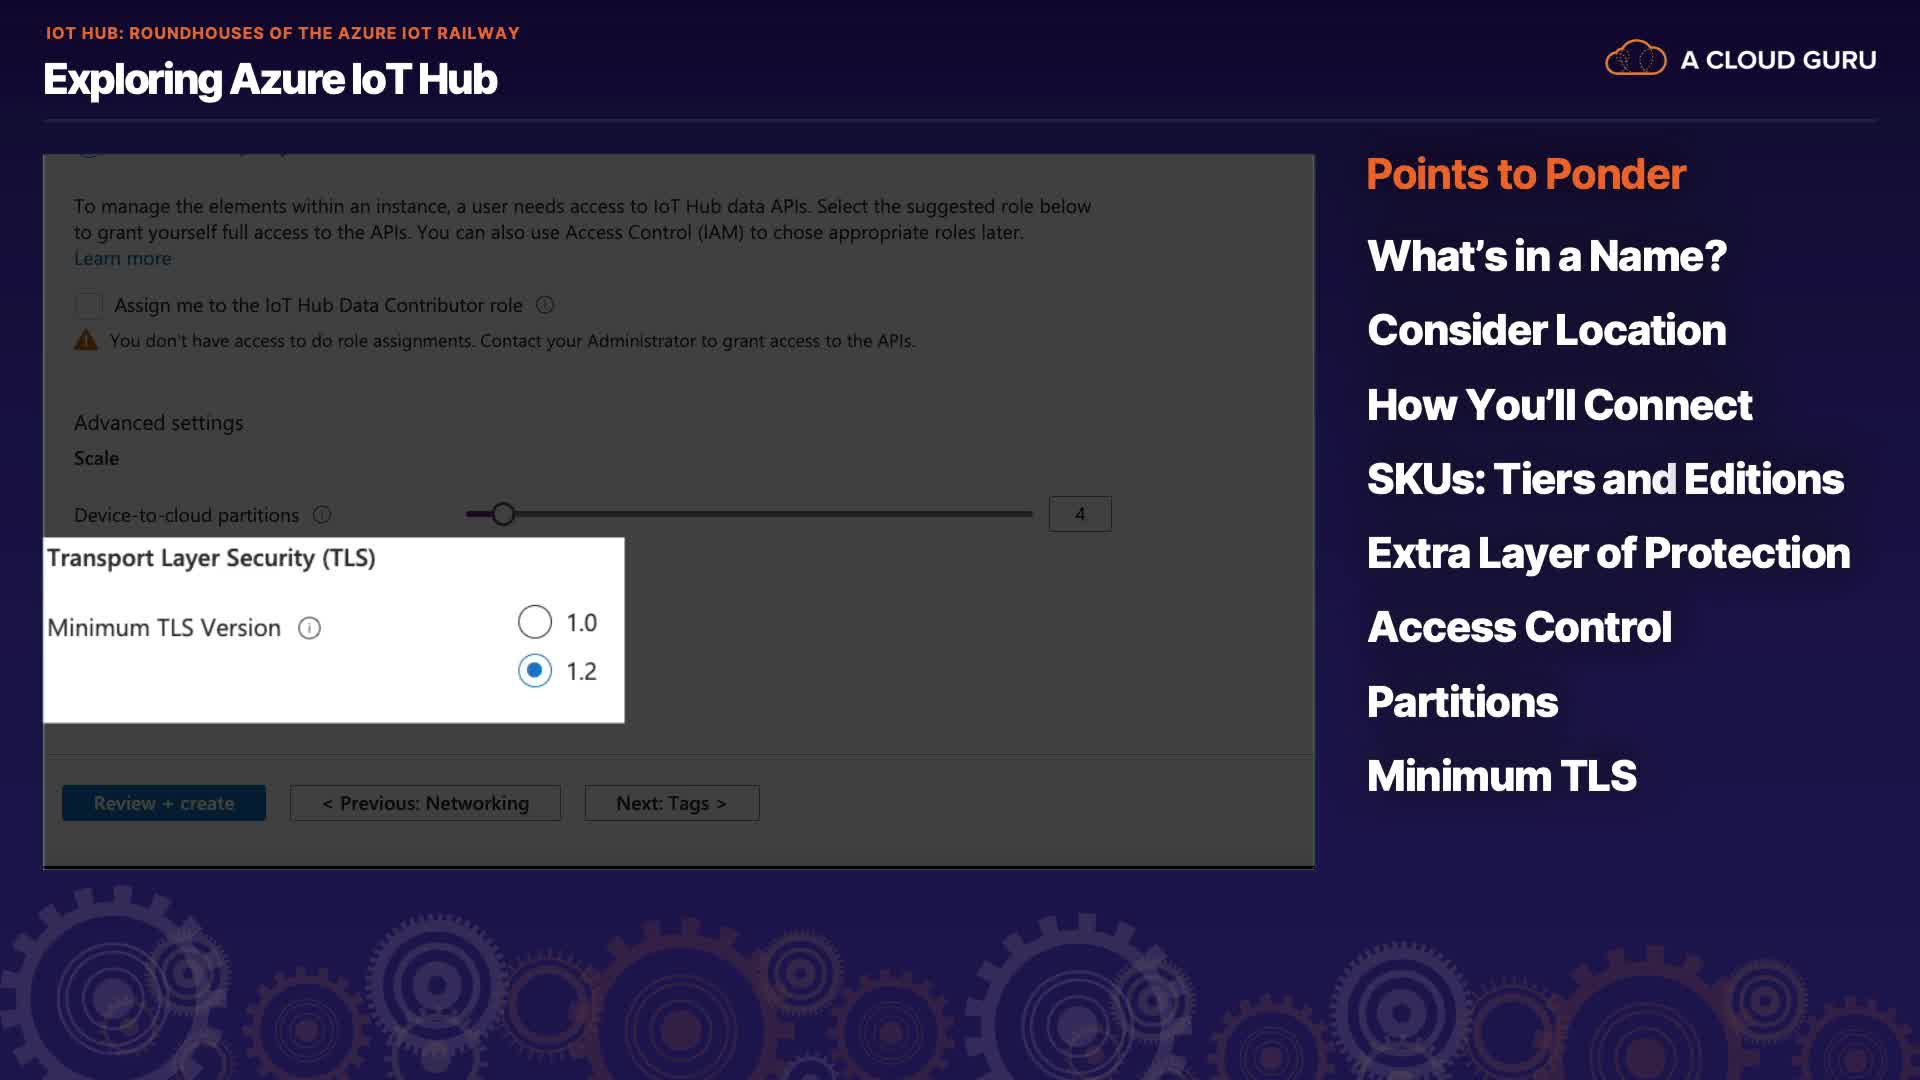 IOT HUB: ROUNDHOUSES OF THE AZURE IOT RAILWAY
Exploring Azure IoT Hub
A CLOUD GURU
To manage the elements within an instance, a user needs access to IoT Hub data APIs. Select the suggested role below
to grant yourself full access to the APIs. You can also use Access Control (IAM) to chose appropriate roles later.
Learn more
Assign me to the IoT Hub Data Contributor role
You don't have access to do role assignments. Contact your Administrator to grant access to the APIs.
Advanced settings
Scale
Device-to-cloud partitions
4
Transport Layer Security (TLS)
Minimum TLS Version
1.0
1.2
Review + create
< Previous: Networking
Next: Tags >
Points to Ponder
What's in a Name?
Consider Location
How You'll Connect
SKUs: Tiers and Editions
Extra Layer of Protection
Access Control
Partitions
Minimum TLS